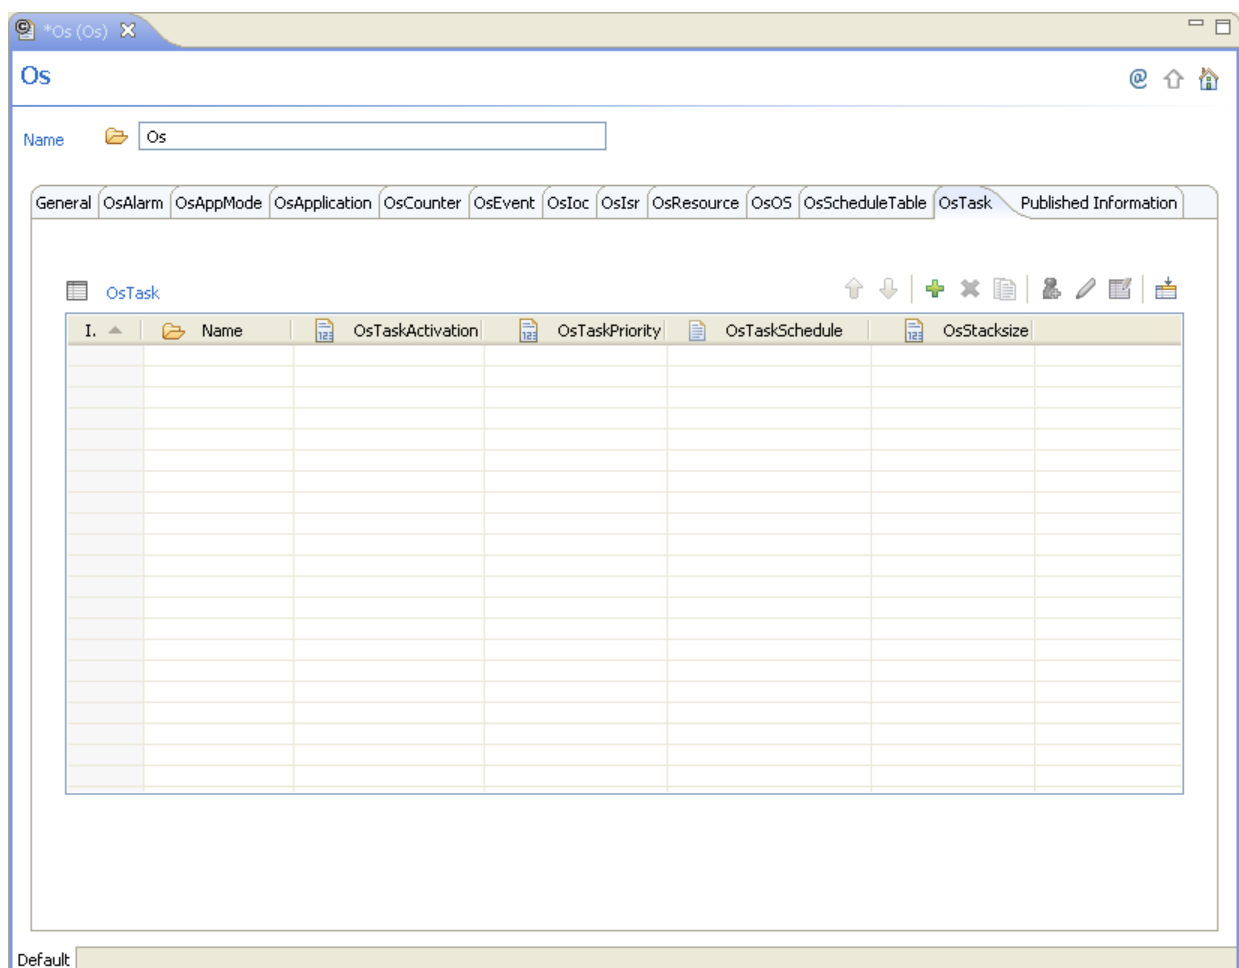 *Os (Os)
Os
@
Name Os
General OsAlarm OsAppMode OsApplication OsCounter OsEvent OsIoc OsIsr OsResource OsOS OsScheduleTable OsTask Published Information
OsTask
I. Name OsTaskActivation OsTaskPriority OsTaskSchedule OsStacksize
Default